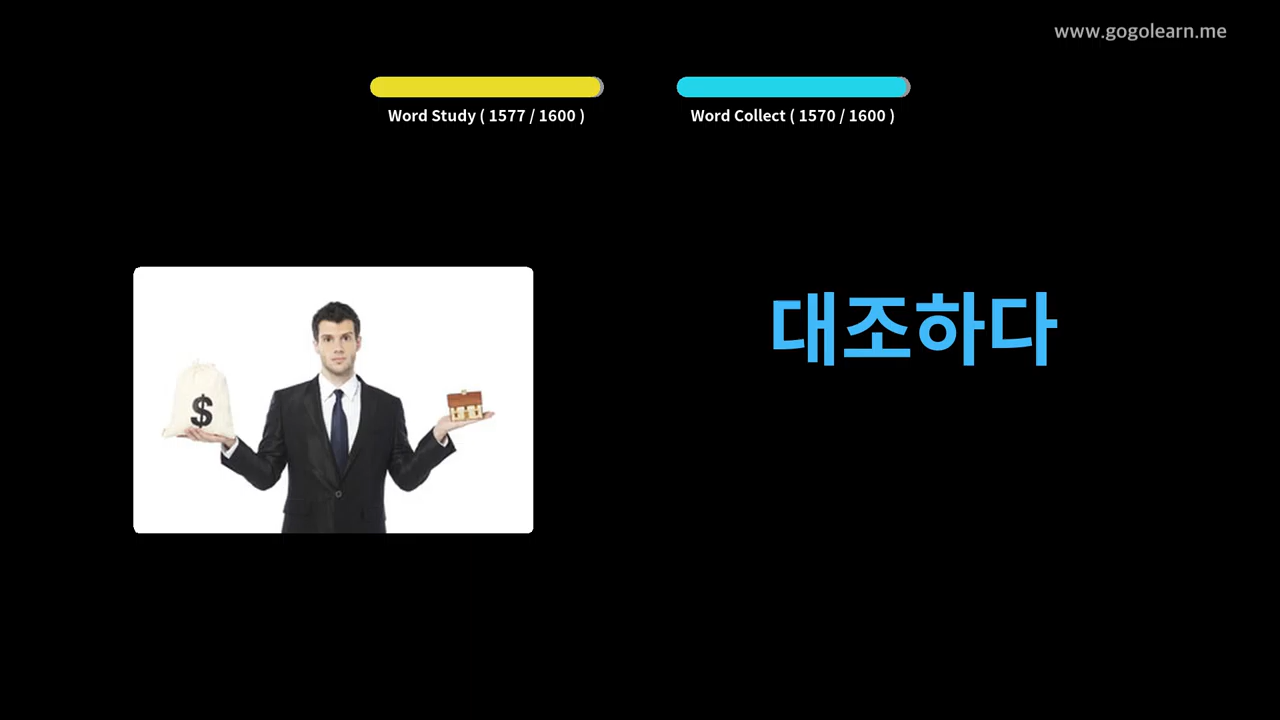 www.gogolearn.me
Word Study ( 1577 / 1600 )
Word Collect ( 1570 / 1600 )
$
대조하다